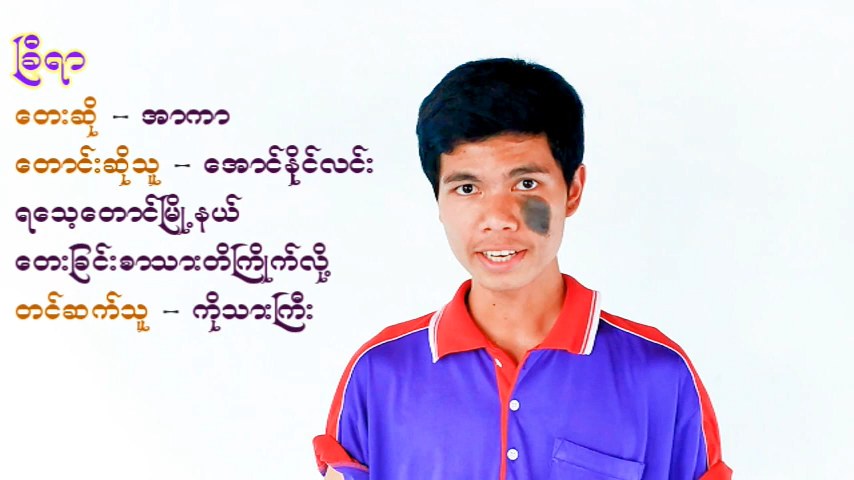 ခြီရာ
တေးဆို - အာကာ
တောင်းဆိုသူ - အောင်နိုင်လင်း
ရသေ့တောင်မြို့နယ်
တေးခြင်းစာသားတိကြိုက်လို့
တင်ဆက်သူ - ကိုသားကြီး